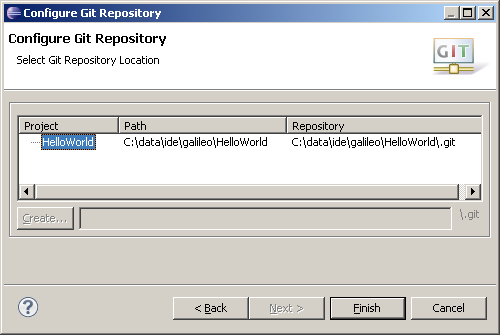 Configure Git Repository
Configure Git Repository
Select Git Repository Location
GIT
Project Path Repository
HelloWorld C:\data\ide\galileo\HelloWorld C:\data\ide\galileo\HelloWorld\.git
Create... \.git
? < Back Next > Finish Cancel